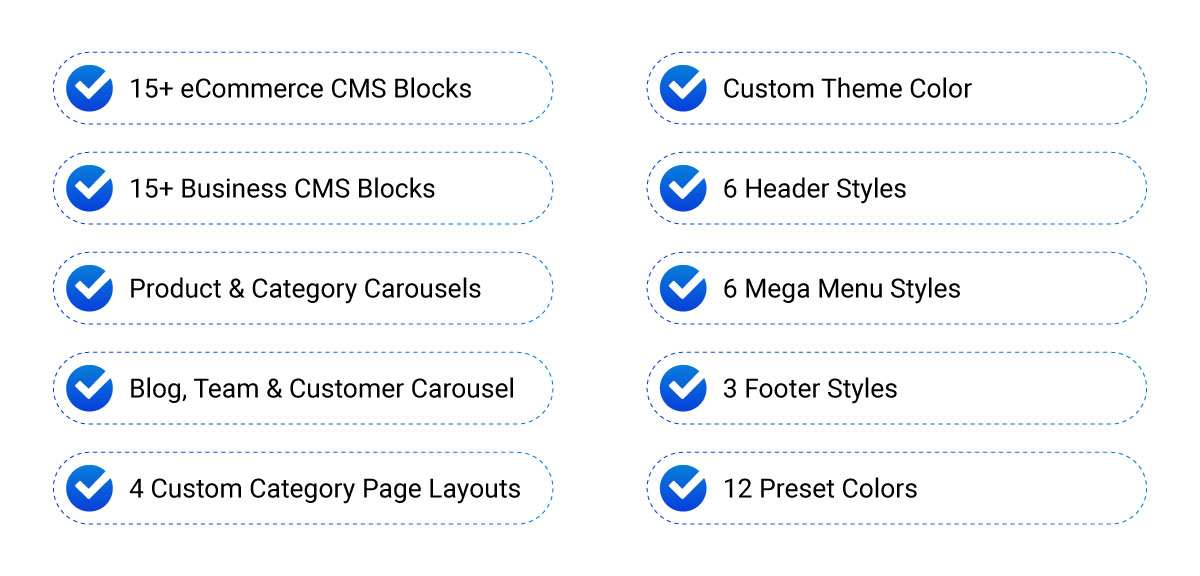 15+ eCommerce CMS Blocks
15+ Business CMS Blocks
Product & Category Carousels
Blog, Team & Customer Carousel
4 Custom Category Page Layouts
Custom Theme Color
6 Header Styles
6 Mega Menu Styles
3 Footer Styles
12 Preset Colors